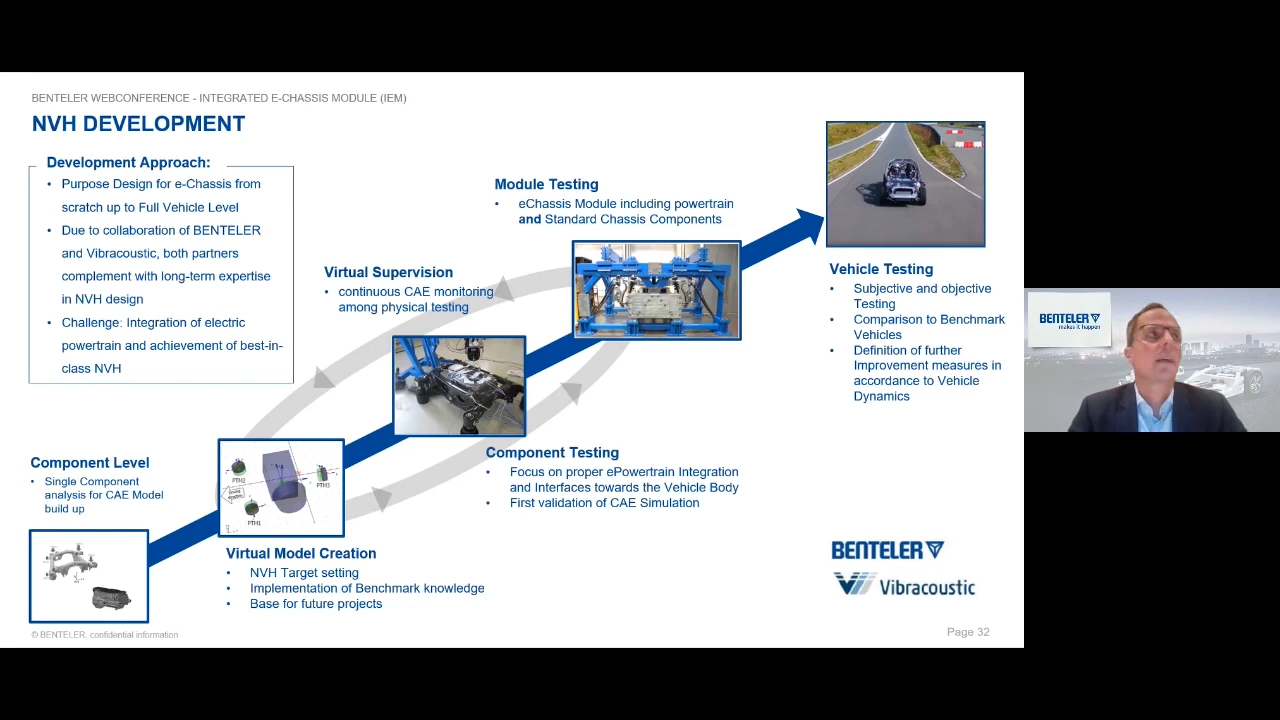 BENTELER WEBCONFERENCE - INTEGRATED E-CHASSIS MODULE (IEM)
NVH DEVELOPMENT
Development Approach:
• Purpose Design for e-Chassis from
scratch up to Full Vehicle Level
• Due to collaboration of BENTELER
and Vibracoustic, both partners
complement with long-term expertise
in NVH design
• Challenge: Integration of electric
powertrain and achievement of best-in-
class NVH
Module Testing
• eChassis Module including powertrain
and Standard Chassis Components
Virtual Supervision
• continuous CAE monitoring
among physical testing
Vehicle Testing
• Subjective and objective
Testing
• Comparison to Benchmark
Vehicles
• Definition of further
Improvement measures in
accordance to Vehicle
Dynamics
BENTELER
makes it happen
Component Level
• Single Component
analysis for CAE Model
build up
PTH2
PTH3
PTH1
Component Testing
• Focus on proper ePowertrain Integration
and Interfaces towards the Vehicle Body
• First validation of CAE Simulation
Virtual Model Creation
• NVH Target setting
• Implementation of Benchmark knowledge
• Base for future projects
BENTELER
Vibracoustic
© BENTELER, confidential information
Page 32